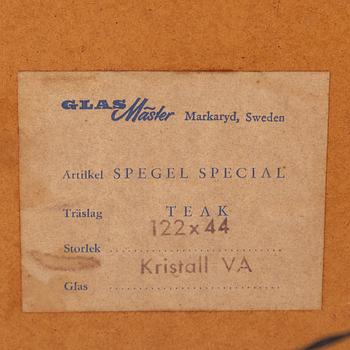 GLAS Mäster Markaryd, Sweden
Artikel SPEGEL SPECIAL
Träslag TEAK
Storlek 122x44
Glas Kristall VA